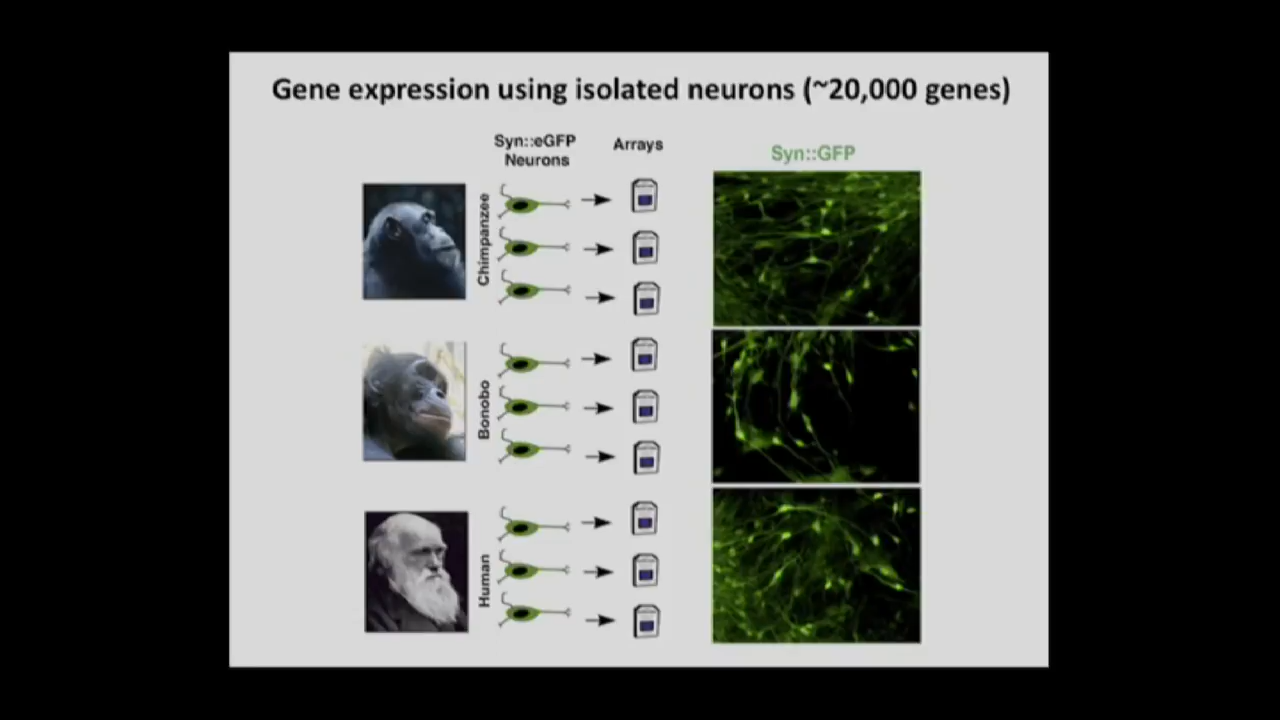 Gene expression using isolated neurons (~20,000 genes)
Syn::eGFP
Neurons
Arrays
Syn::GFP
Chimpanzee
Bonobo
Human